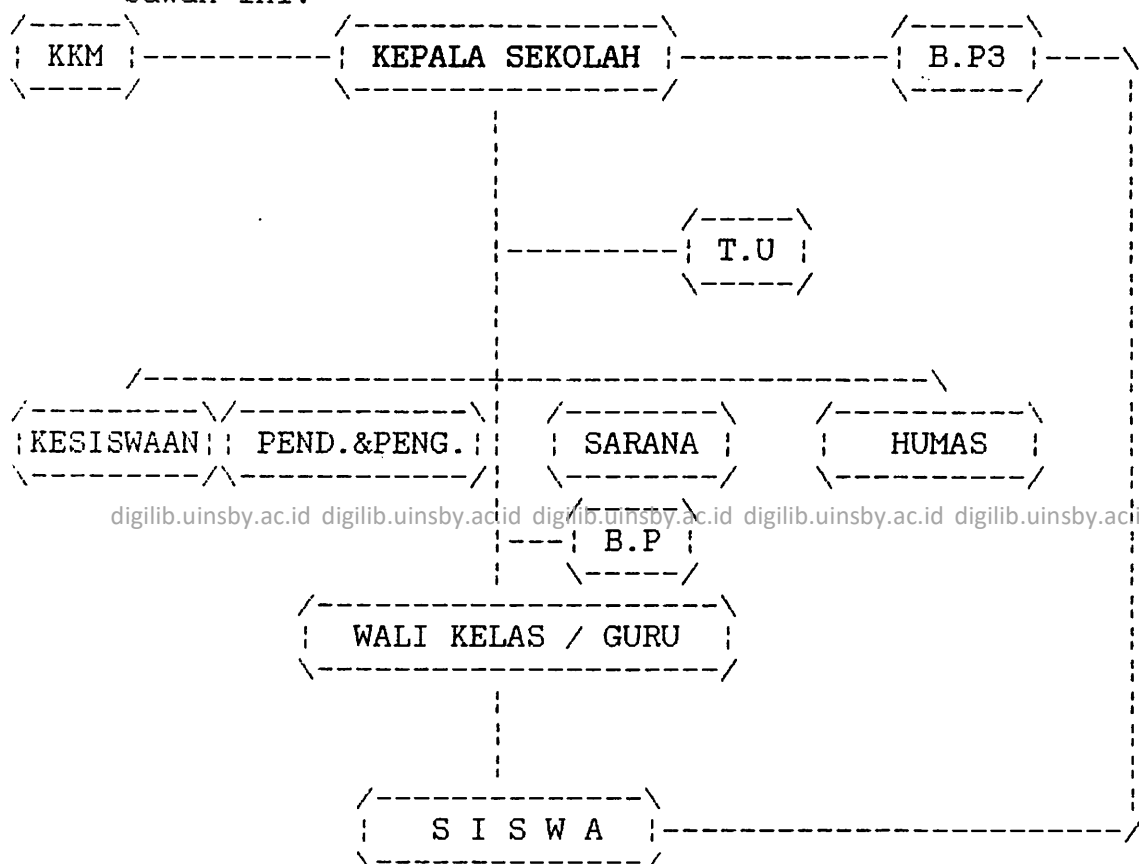 bawah ini.
KKM KEPALA SEKOLAH B.P3
T.U
KESISWAAN PEND.&PENG. SARANA HUMAS
digilib.uinsby.ac.id digilib.uinsby.ac.id digilib.uinsby.ac.id digilib.uinsby.ac.id digilib.uinsby.ac.i
B.P
WALI KELAS / GURU
S I S W A